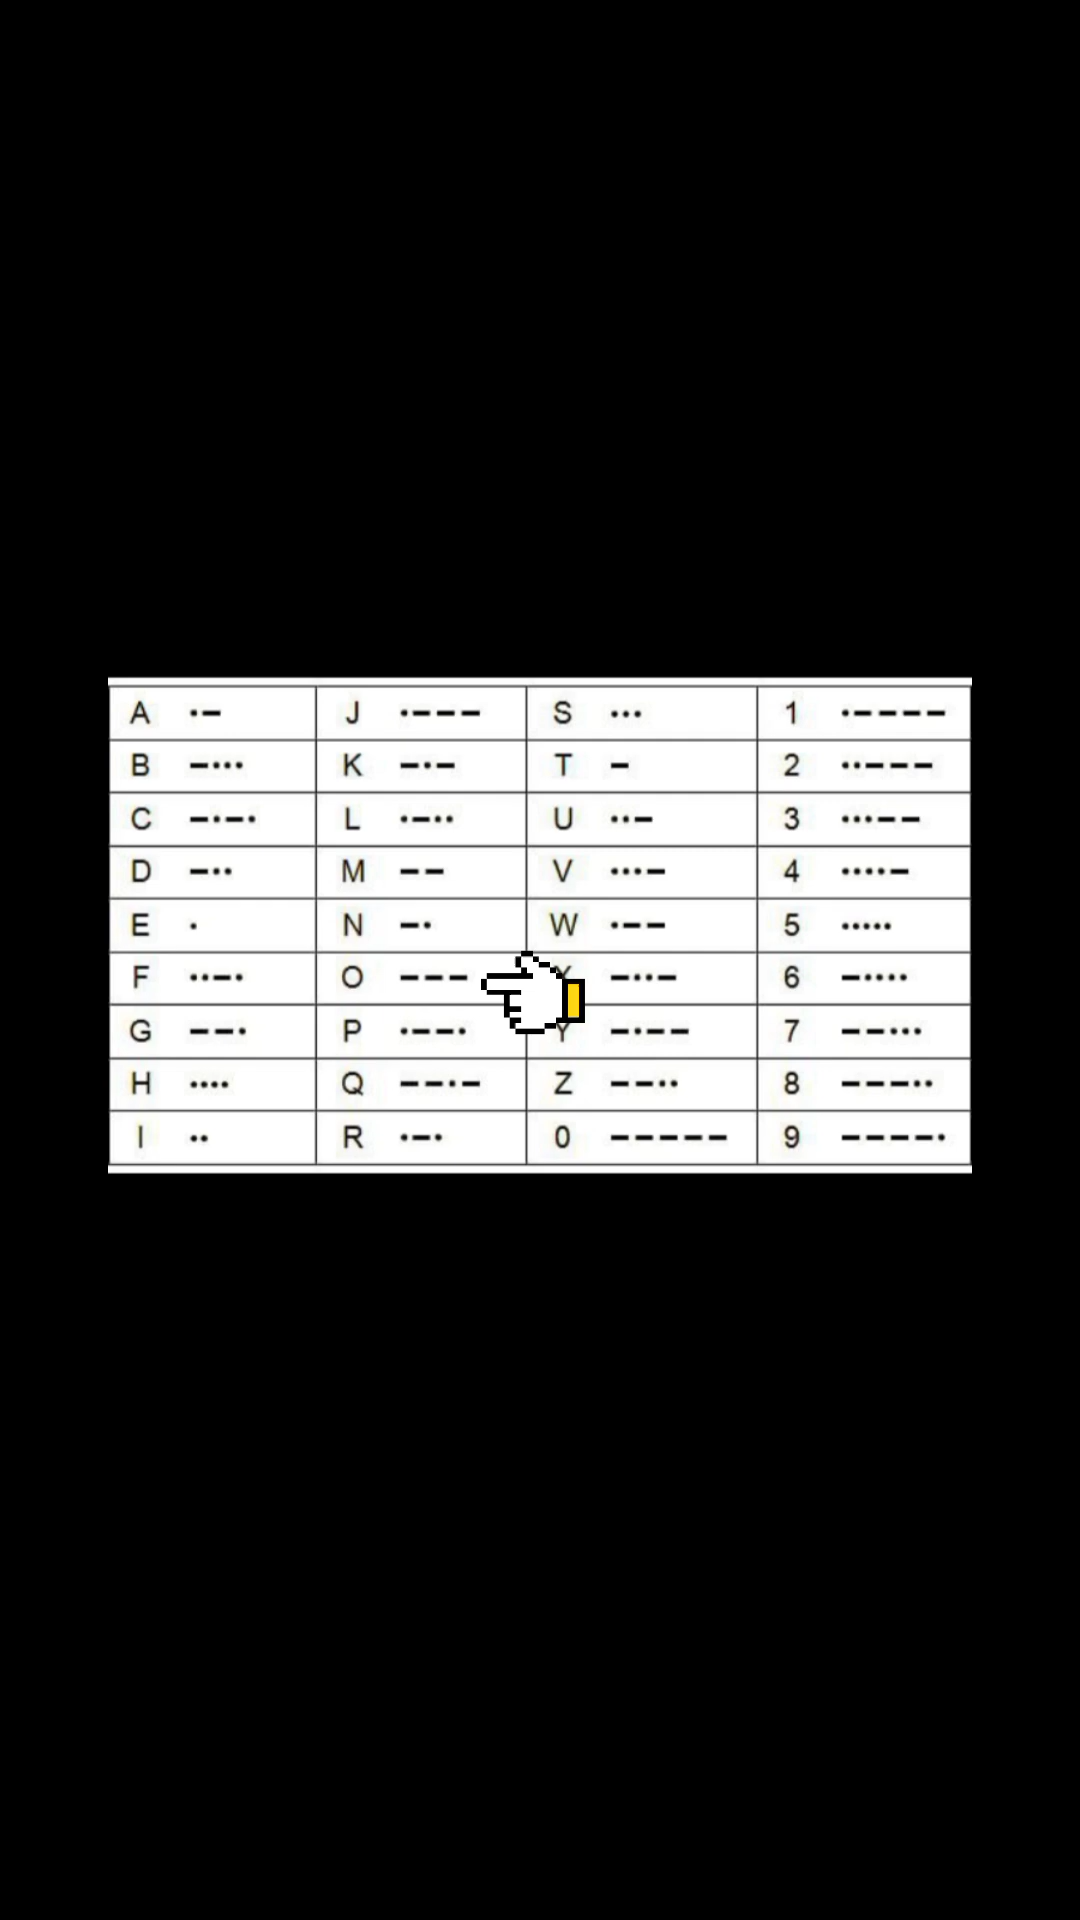 A ·– J ·––– S ··· 1 ·––––
B –··· K –·– T – 2 ··–––
C –·–· L ·–·· U ··– 3 ···––
D –·· M –– V ···– 4 ····–
E · N –· W ·–– 5 ·····
F ··–· O ––– –··– 6 –····
G ––· P ·––· Y –·–– 7 ––···
H ···· Q ––·– Z ––·· 8 –––··
I ·· R ·–· 0 ––––– 9 ––––·